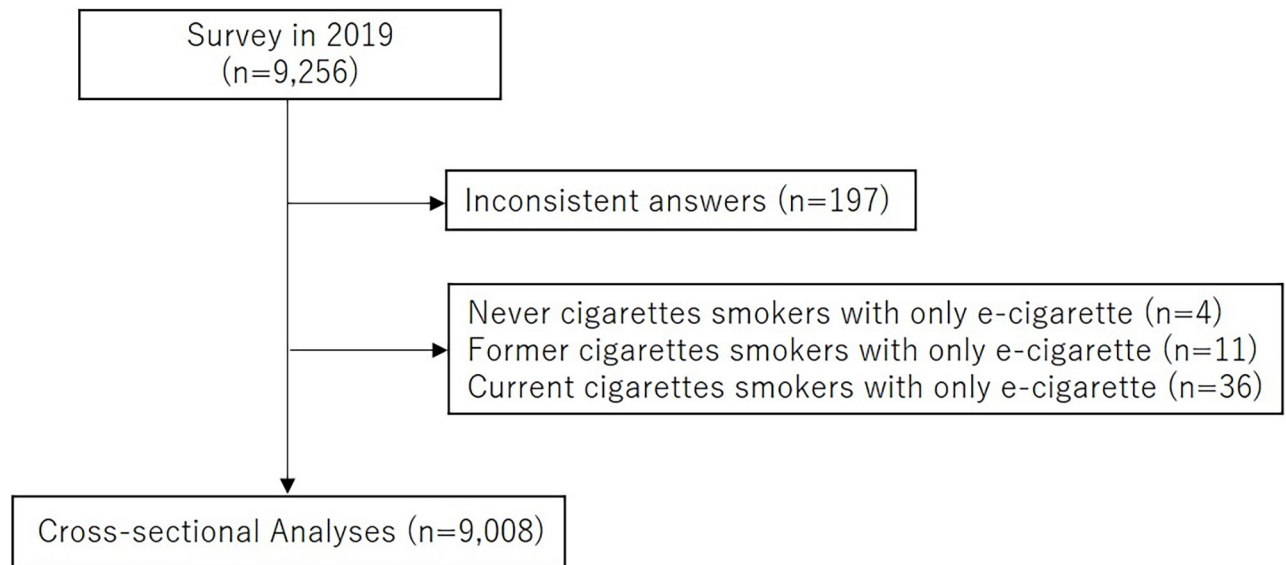 Survey in 2019
(n=9,256)
Inconsistent answers (n=197)
Never cigarettes smokers with only e-cigarette (n=4)
Former cigarettes smokers with only e-cigarette (n=11)
Current cigarettes smokers with only e-cigarette (n=36)
Cross-sectional Analyses (n=9,008)